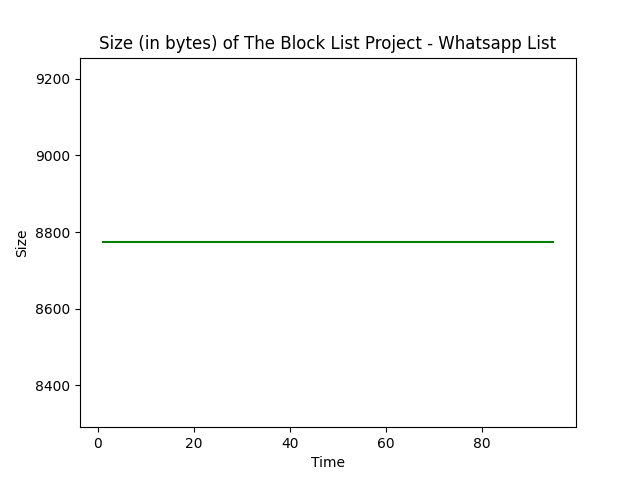 Size (in bytes) of The Block List Project - Whatsapp List
9200
9000
8800
8600
8400
Size
0 20 40 60 80
Time